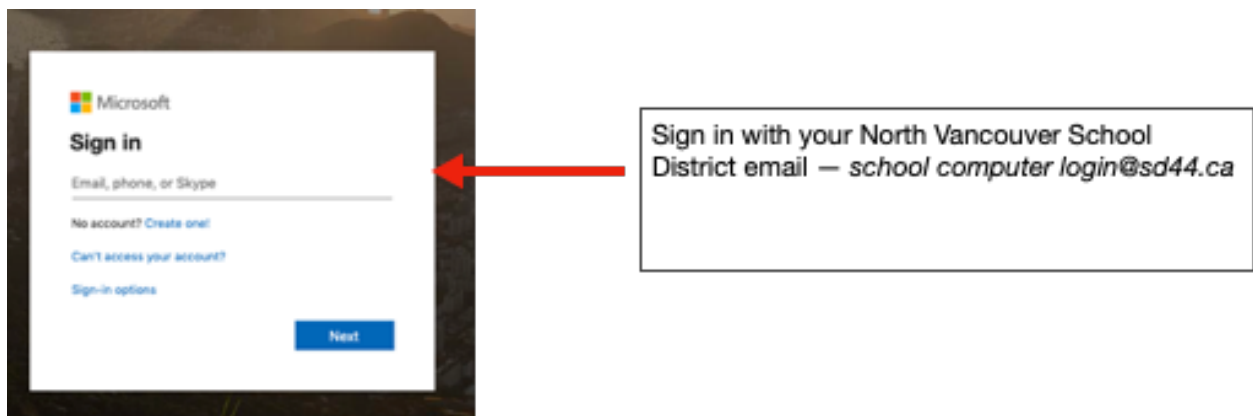 Microsoft
Sign in
Email, phone, or Skype
No account? Create one!
Can't access your account?
Sign-in options
Next
Sign in with your North Vancouver School
District email — school computer login@sd44.ca